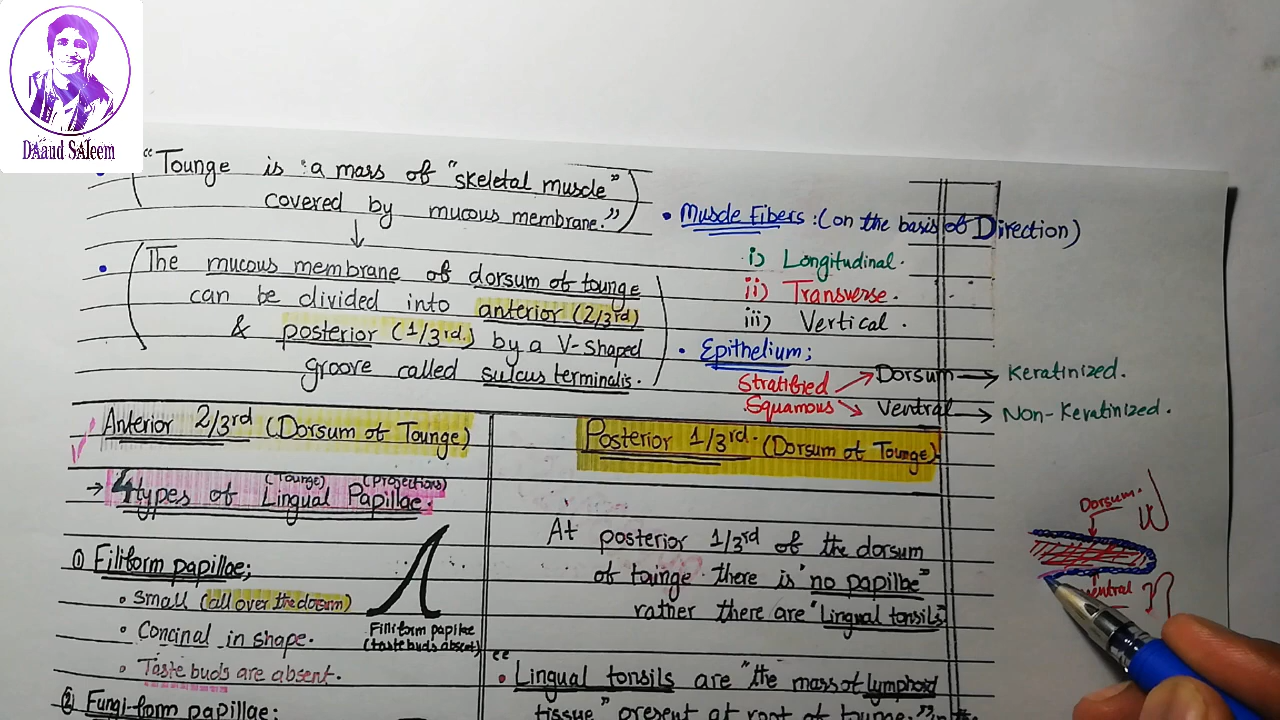 DAaud SAleem
"Tounge is a mass of "skeletal muscle"
covered by mucous membrane."
• The mucous membrane of dorsum of tounge
can be divided into anterior (2/3rd)
& posterior (1/3rd.) by a V-shaped
groove called sulcus terminalis.
• Muscle Fibers: (on the basis of Direction)
i) Longitudinal.
ii) Transverse.
iii) Vertical.
• Epithelium;
Stratified
Squamous
Dorsum → Keratinized.
Ventral → Non-Keratinized.
Anterior 2/3rd (Dorsum of Tounge)
(Tounge) (Projections)
→ 4 types of Lingual Papillae.
① Filiform papillae;
• Small (all over the dorsum)
• Concinal in shape.
• Taste buds are absent.
Filiform papillae
(taste buds absent)
② Fungi-form papillae:
Posterior 1/3rd. (Dorsum of Tounge)
At posterior 1/3rd of the dorsum
of tounge there is "no papillae"
rather there are "Lingual tonsils"
• Lingual tonsils are "the mass of lymphoid
tissue" present at root of tounge."
Dorsum.
ventral